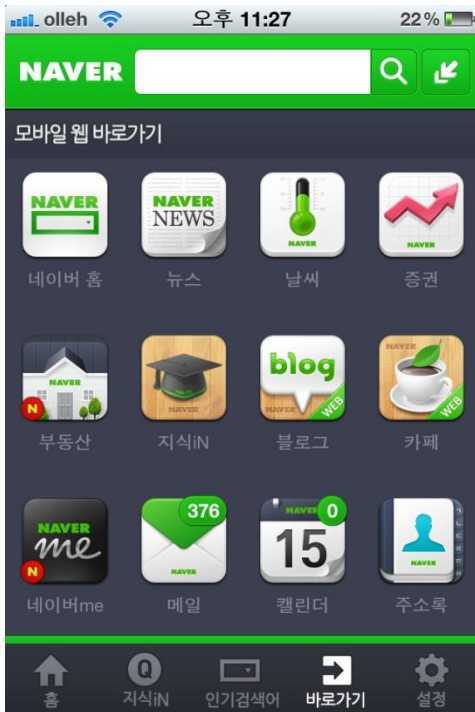 olleh 오후 11:27 22%
NAVER
모바일 웹 바로가기
NAVER
NAVER NEWS
NAVER
NAVER
네이버 홈 뉴스 날씨 증권
NAVER
N
NAVER
blog
NAVER WEB
NAVER WEB
부동산 지식iN 블로그 카페
NAVER me
N
376
NAVER
NAVER 0
15
NAVER
네이버me 메일 캘린더 주소록
Q
홈 지식iN 인기검색어 바로가기 설정